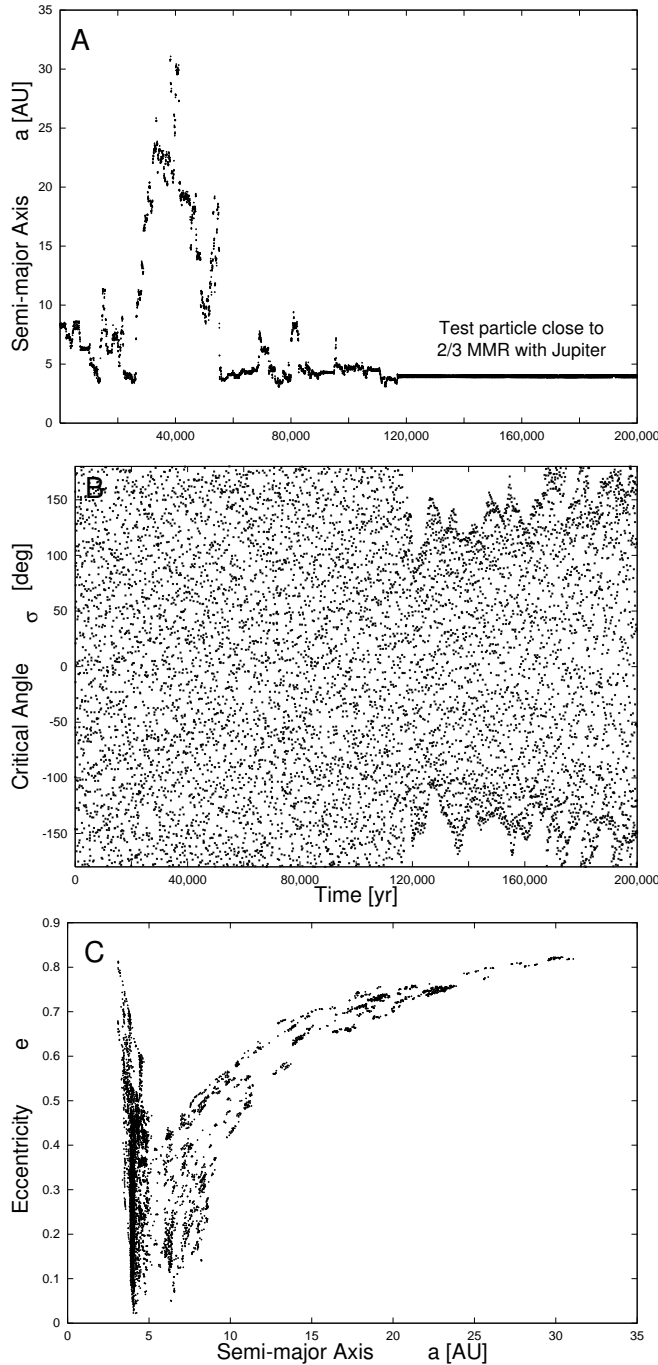 A
35
30
25
20
15
10
5
0
Semi-major Axis a [AU]
Test particle close to
2/3 MMR with Jupiter
40,000 80,000 120,000 160,000 200,000
B
150
100
50
0
-50
-100
-150
Critical Angle σ [deg]
0 40,000 80,000 120,000 160,000 200,000
Time [yr]
C
0.9
0.8
0.7
0.6
0.5
0.4
0.3
0.2
0.1
0
Eccentricity e
0 5 10 15 20 25 30 35
Semi-major Axis a [AU]